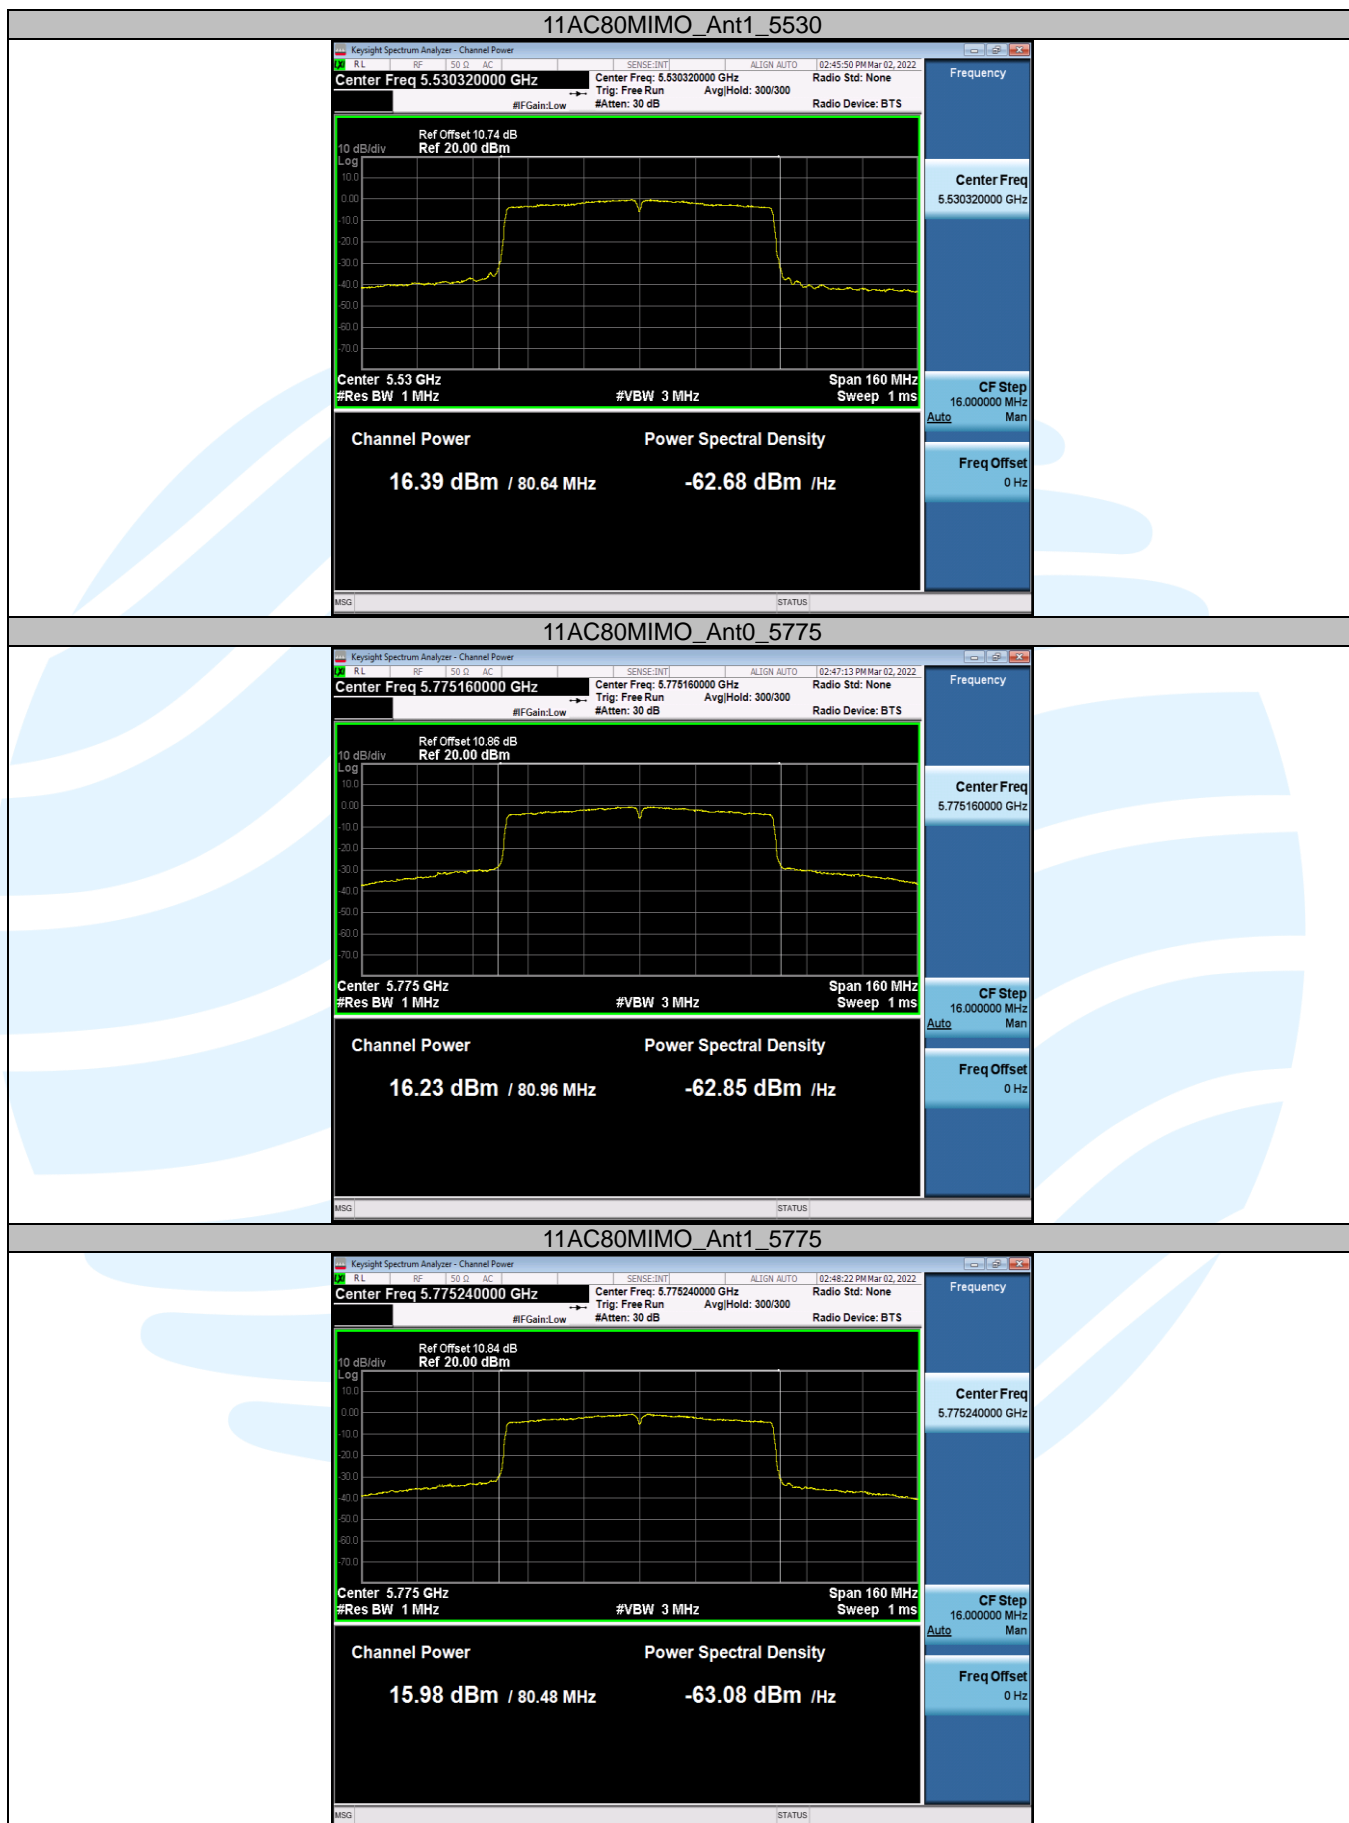 11AC80MIMO_Ant1_5530
Keysight Spectrum Analyzer - Channel Power
RL RF 50 Ω AC SENSE:INT ALIGN AUTO 02:45:50 PM Mar 02, 2022
Center Freq 5.530320000 GHz Center Freq: 5.530320000 GHz Radio Std: None Frequency
Trig: Free Run Avg|Hold: 300/300
#IFGain:Low #Atten: 30 dB Radio Device: BTS
Ref Offset 10.74 dB
10 dB/div Ref 20.00 dBm
Log
10.0
0.00
-10.0
-20.0
-30.0
-40.0
-50.0
-60.0
-70.0
Center Freq
5.530320000 GHz
Center 5.53 GHz Span 160 MHz
#Res BW 1 MHz #VBW 3 MHz Sweep 1 ms
CF Step
16.000000 MHz
Auto Man
Channel Power Power Spectral Density
16.39 dBm / 80.64 MHz -62.68 dBm /Hz
Freq Offset
0 Hz
MSG STATUS
11AC80MIMO_Ant0_5775
Keysight Spectrum Analyzer - Channel Power
RL RF 50 Ω AC SENSE:INT ALIGN AUTO 02:47:13 PM Mar 02, 2022
Center Freq 5.775160000 GHz Center Freq: 5.775160000 GHz Radio Std: None Frequency
Trig: Free Run Avg|Hold: 300/300
#IFGain:Low #Atten: 30 dB Radio Device: BTS
Ref Offset 10.86 dB
10 dB/div Ref 20.00 dBm
Log
10.0
0.00
-10.0
-20.0
-30.0
-40.0
-50.0
-60.0
-70.0
Center Freq
5.775160000 GHz
Center 5.775 GHz Span 160 MHz
#Res BW 1 MHz #VBW 3 MHz Sweep 1 ms
CF Step
16.000000 MHz
Auto Man
Channel Power Power Spectral Density
16.23 dBm / 80.96 MHz -62.85 dBm /Hz
Freq Offset
0 Hz
MSG STATUS
11AC80MIMO_Ant1_5775
Keysight Spectrum Analyzer - Channel Power
RL RF 50 Ω AC SENSE:INT ALIGN AUTO 02:48:22 PM Mar 02, 2022
Center Freq 5.775240000 GHz Center Freq: 5.775240000 GHz Radio Std: None Frequency
Trig: Free Run Avg|Hold: 300/300
#IFGain:Low #Atten: 30 dB Radio Device: BTS
Ref Offset 10.84 dB
10 dB/div Ref 20.00 dBm
Log
10.0
0.00
-10.0
-20.0
-30.0
-40.0
-50.0
-60.0
-70.0
Center Freq
5.775240000 GHz
Center 5.775 GHz Span 160 MHz
#Res BW 1 MHz #VBW 3 MHz Sweep 1 ms
CF Step
16.000000 MHz
Auto Man
Channel Power Power Spectral Density
15.98 dBm / 80.48 MHz -63.08 dBm /Hz
Freq Offset
0 Hz
MSG STATUS